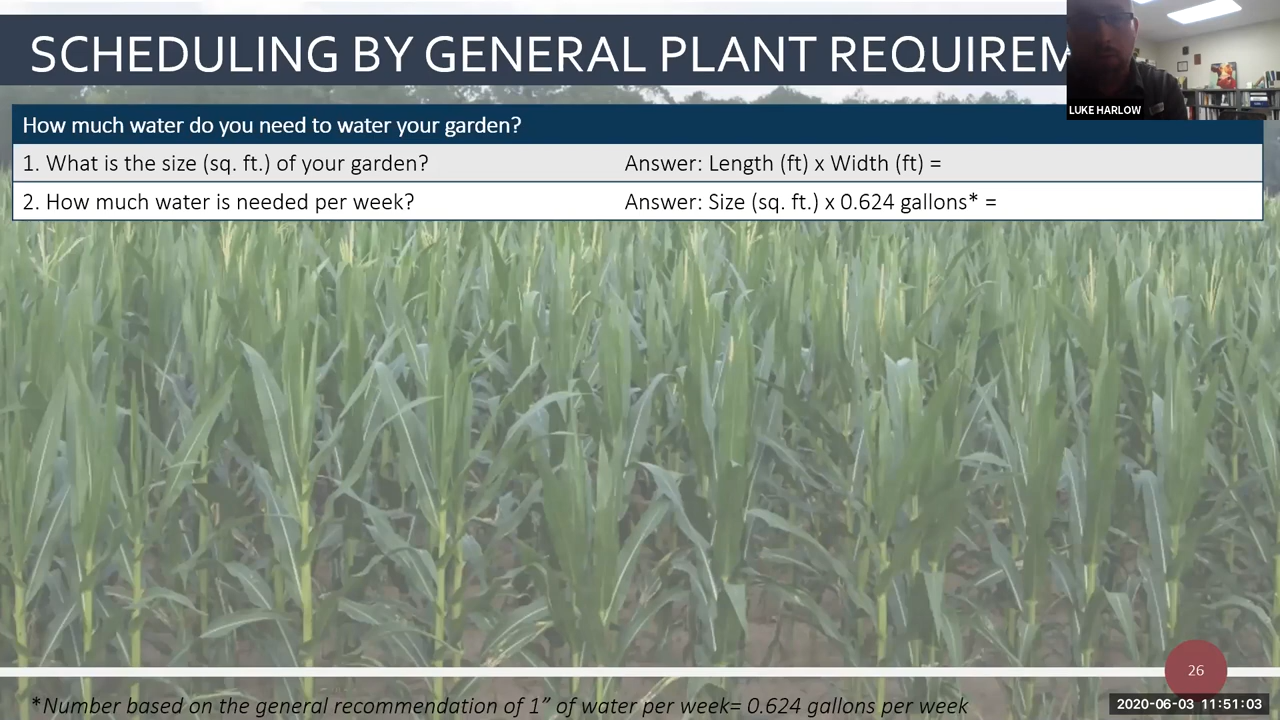 SCHEDULING BY GENERAL PLANT REQUIREM
LUKE HARLOW
How much water do you need to water your garden?
1. What is the size (sq. ft.) of your garden? Answer: Length (ft) x Width (ft) =
2. How much water is needed per week? Answer: Size (sq. ft.) x 0.624 gallons* =
26
*Number based on the general recommendation of 1” of water per week= 0.624 gallons per week
2020-06-03 11:51:03